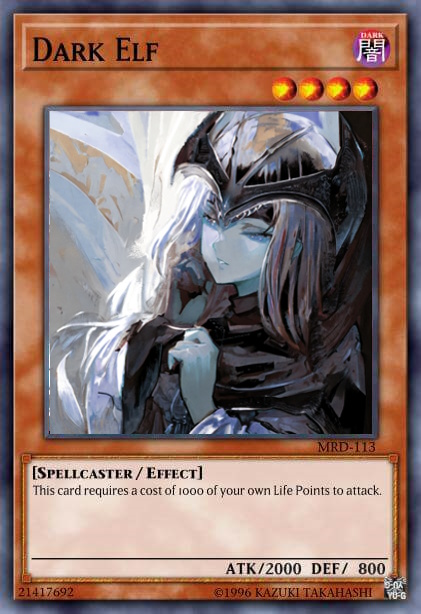 DARK ELF
DARK
闇
MRD-113
[SPELLCASTER / EFFECT]
This card requires a cost of 1000 of your own Life Points to attack.
ATK/2000 DEF/ 800
21417692
©1996 KAZUKI TAKAHASHI